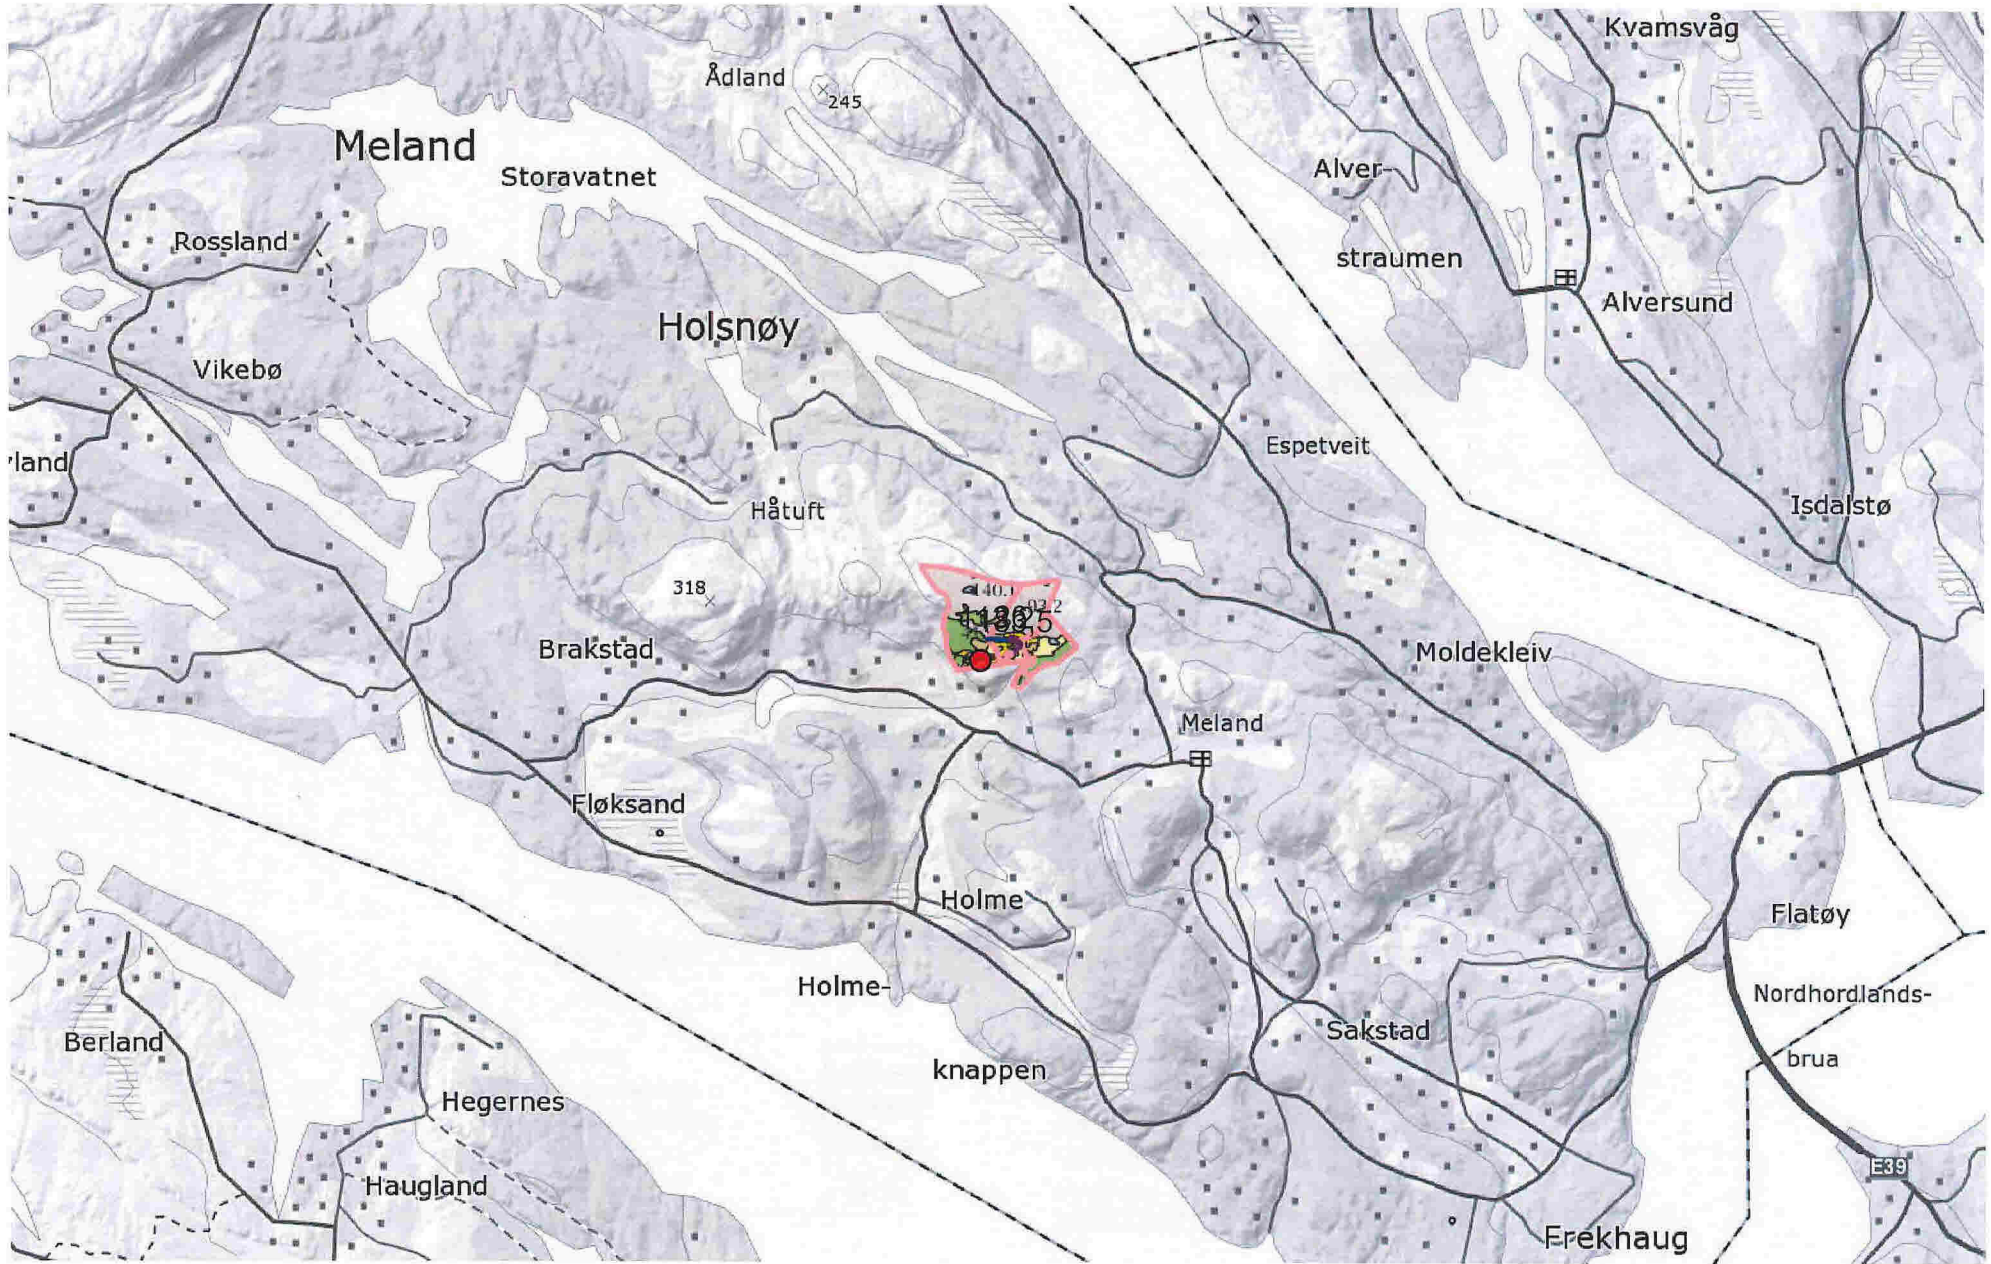 Kvamsvåg
Ådland
245
Meland
Storavatnet
Alver-
Rossland
straumen
Alversund
Holsnøy
Vikebø
Espetveit
Isdalstø
Håtuft
318
Brakstad
Moldekleiv
Meland
Fløksand
Holme
Flatøy
Holme-
Nordhordlands-
Sakstad
Berland
brua
knappen
Hegernes
E39
Haugland
Frekhaug